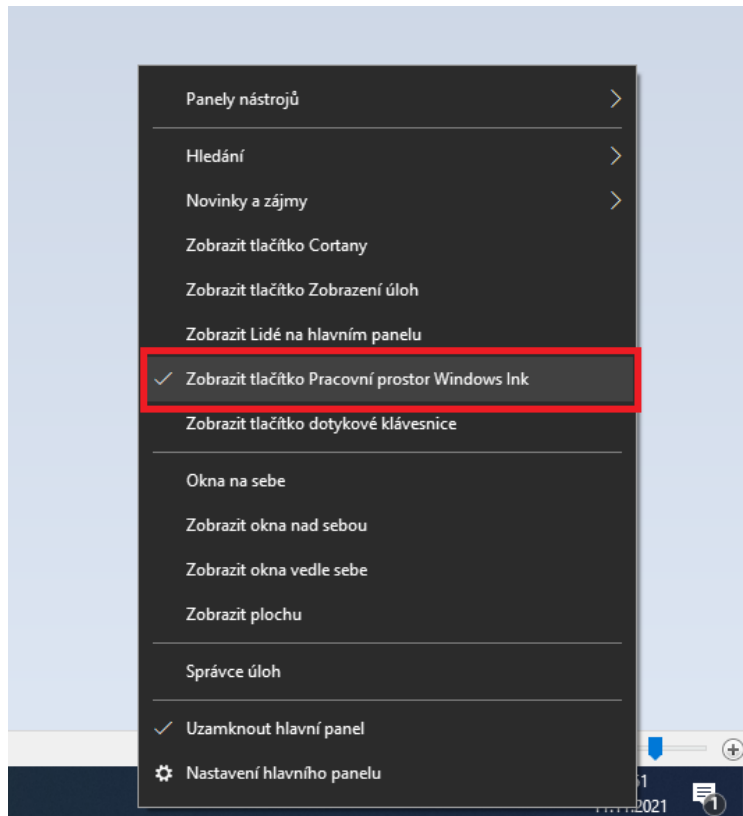 Panely nástrojů
Hledání
Novinky a zájmy
Zobrazit tlačítko Cortany
Zobrazit tlačítko Zobrazení úloh
Zobrazit Lidé na hlavním panelu
Zobrazit tlačítko Pracovní prostor Windows Ink
Zobrazit tlačítko dotykové klávesnice
Okna na sebe
Zobrazit okna nad sebou
Zobrazit okna vedle sebe
Zobrazit plochu
Správce úloh
Uzamknout hlavní panel
Nastavení hlavního panelu
1